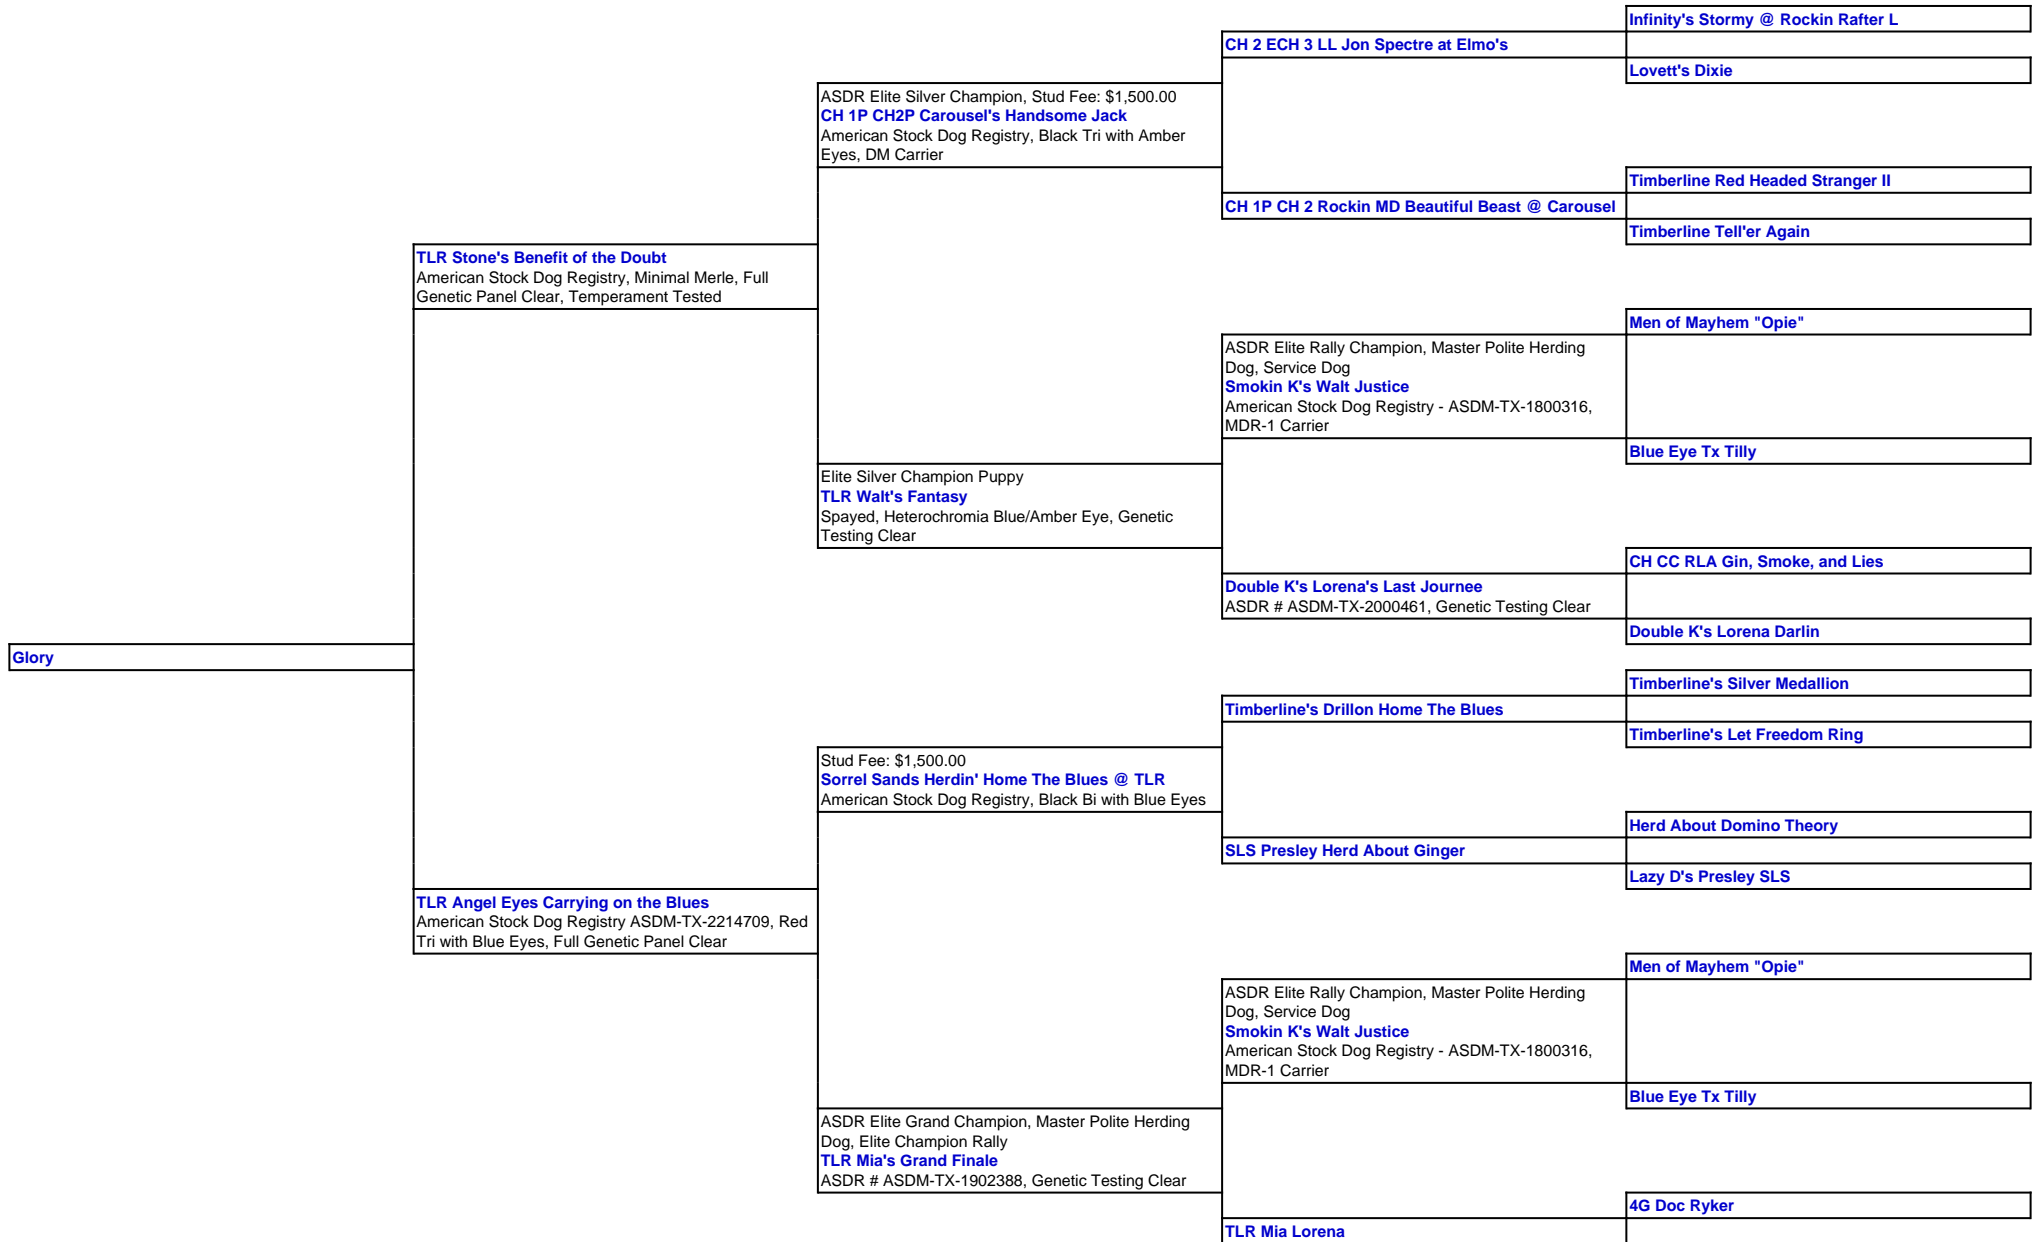 Infinity's Stormy @ Rockin Rafter L
CH 2 ECH 3 LL Jon Spectre at Elmo's
Lovett's Dixie
ASDR Elite Silver Champion, Stud Fee: $1,500.00
CH 1P CH2P Carousel's Handsome Jack
American Stock Dog Registry, Black Tri with Amber
Eyes, DM Carrier
Timberline Red Headed Stranger II
CH 1P CH 2 Rockin MD Beautiful Beast @ Carousel
Timberline Tell'er Again
TLR Stone's Benefit of the Doubt
American Stock Dog Registry, Minimal Merle, Full
Genetic Panel Clear, Temperament Tested
Men of Mayhem "Opie"
ASDR Elite Rally Champion, Master Polite Herding
Dog, Service Dog
Smokin K's Walt Justice
American Stock Dog Registry - ASDM-TX-1800316,
MDR-1 Carrier
Blue Eye Tx Tilly
Elite Silver Champion Puppy
TLR Walt's Fantasy
Spayed, Heterochromia Blue/Amber Eye, Genetic
Testing Clear
CH CC RLA Gin, Smoke, and Lies
Double K's Lorena's Last Journee
ASDR # ASDM-TX-2000461, Genetic Testing Clear
Double K's Lorena Darlin
Glory
Timberline's Silver Medallion
Timberline's Drillon Home The Blues
Timberline's Let Freedom Ring
Stud Fee: $1,500.00
Sorrel Sands Herdin' Home The Blues @ TLR
American Stock Dog Registry, Black Bi with Blue Eyes
Herd About Domino Theory
SLS Presley Herd About Ginger
Lazy D's Presley SLS
TLR Angel Eyes Carrying on the Blues
American Stock Dog Registry ASDM-TX-2214709, Red
Tri with Blue Eyes, Full Genetic Panel Clear
Men of Mayhem "Opie"
ASDR Elite Rally Champion, Master Polite Herding
Dog, Service Dog
Smokin K's Walt Justice
American Stock Dog Registry - ASDM-TX-1800316,
MDR-1 Carrier
Blue Eye Tx Tilly
ASDR Elite Grand Champion, Master Polite Herding
Dog, Elite Champion Rally
TLR Mia's Grand Finale
ASDR # ASDM-TX-1902388, Genetic Testing Clear
4G Doc Ryker
TLR Mia Lorena